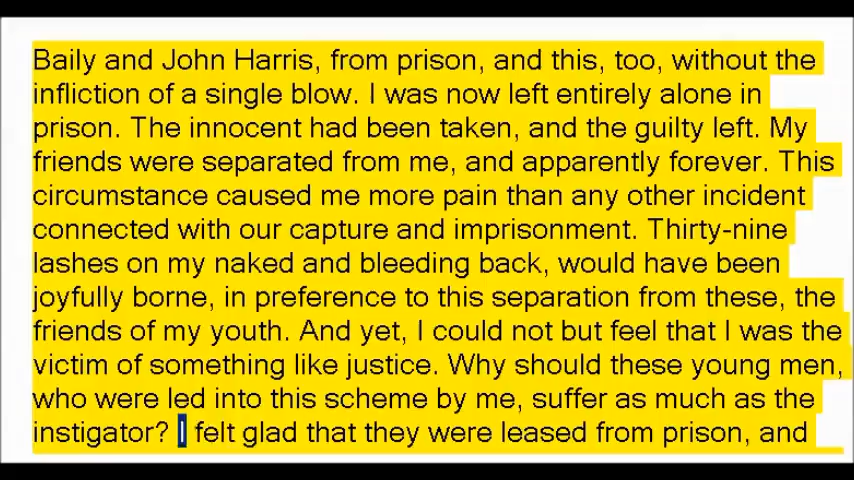 Baily and John Harris, from prison, and this, too, without the
infliction of a single blow. I was now left entirely alone in
prison. The innocent had been taken, and the guilty left. My
friends were separated from me, and apparently forever. This
circumstance caused me more pain than any other incident
connected with our capture and imprisonment. Thirty-nine
lashes on my naked and bleeding back, would have been
joyfully borne, in preference to this separation from these, the
friends of my youth. And yet, I could not but feel that I was the
victim of something like justice. Why should these young men,
who were led into this scheme by me, suffer as much as the
instigator? I felt glad that they were leased from prison, and